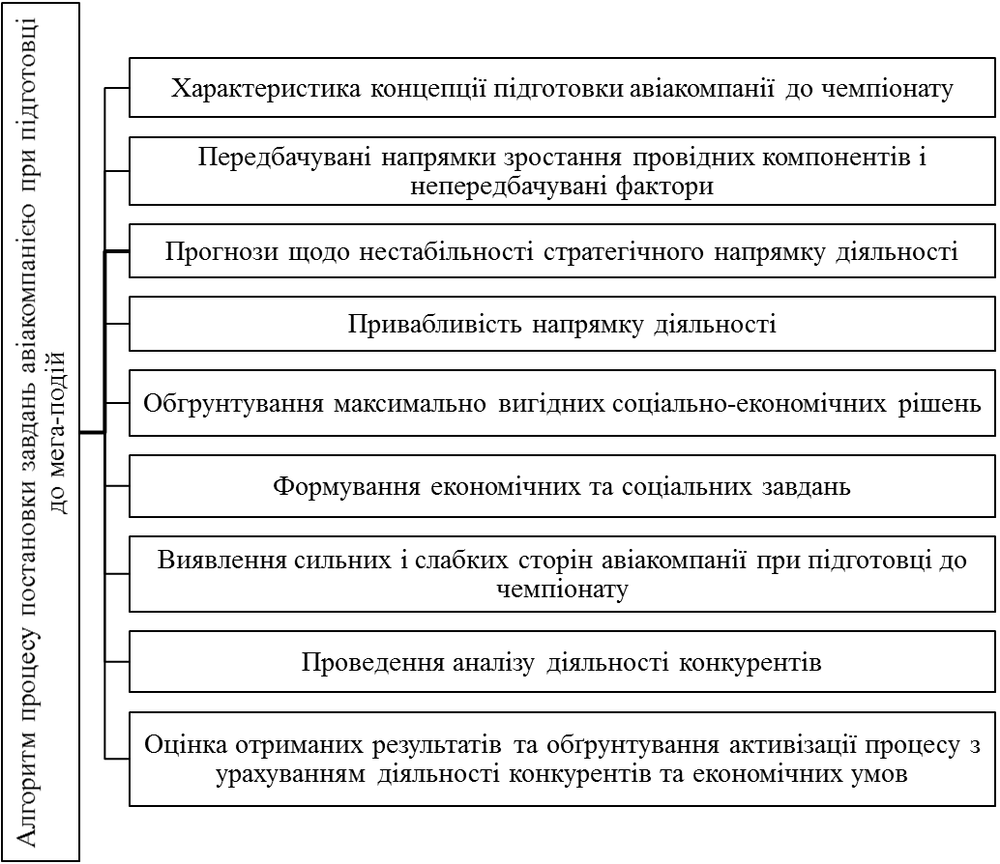 Алгоритм процесу постановки завдань авіакомпанією при підготовці
до мега-подій
Характеристика концепції підготовки авіакомпанії до чемпіонату
Передбачувані напрямки зростання провідних компонентів і
непередбачувані фактори
Прогнози щодо нестабільності стратегічного напрямку діяльності
Привабливість напрямку діяльності
Обгрунтування максимально вигідних соціально-економічних рішень
Формування економічних та соціальних завдань
Виявлення сильних і слабких сторін авіакомпанії при підготовці до
чемпіонату
Проведення аналізу діяльності конкурентів
Оцінка отриманих результатів та обґрунтування активізації процесу з
урахуванням діяльності конкурентів та економічних умов